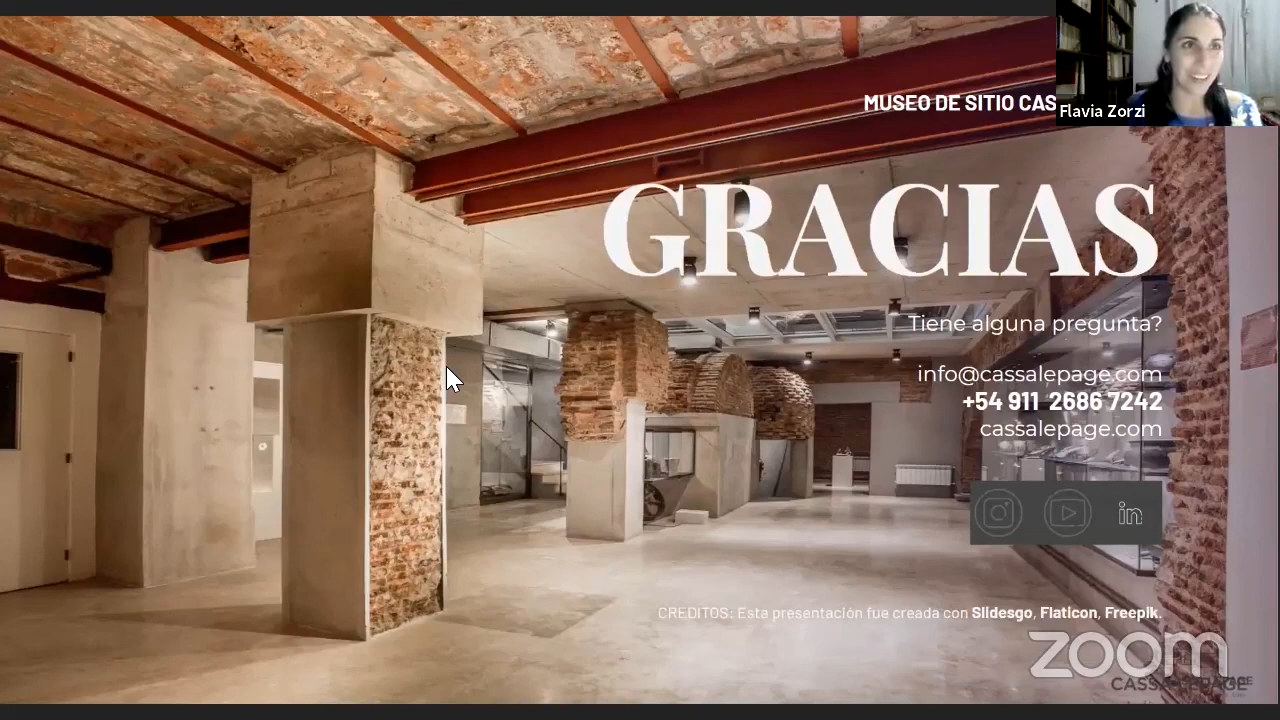 MUSEO DE SITIO CAS
Flavia Zorzi
GRACIAS
Tiene alguna pregunta?
info@cassalepage.com
+54 911 2686 7242
cassalepage.com
in
CREDITOS: Esta presentación fue creada con Slidesgo, Flaticon, Freepik.
zoom